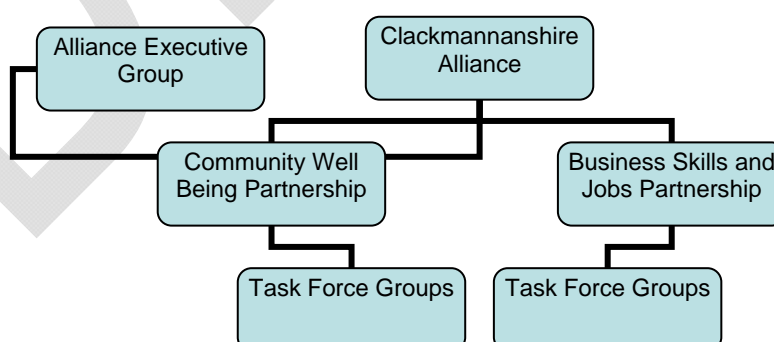 Alliance Executive
Group
Clackmannanshire
Alliance
Community Well
Being Partnership
Business Skills and
Jobs Partnership
Task Force Groups
Task Force Groups